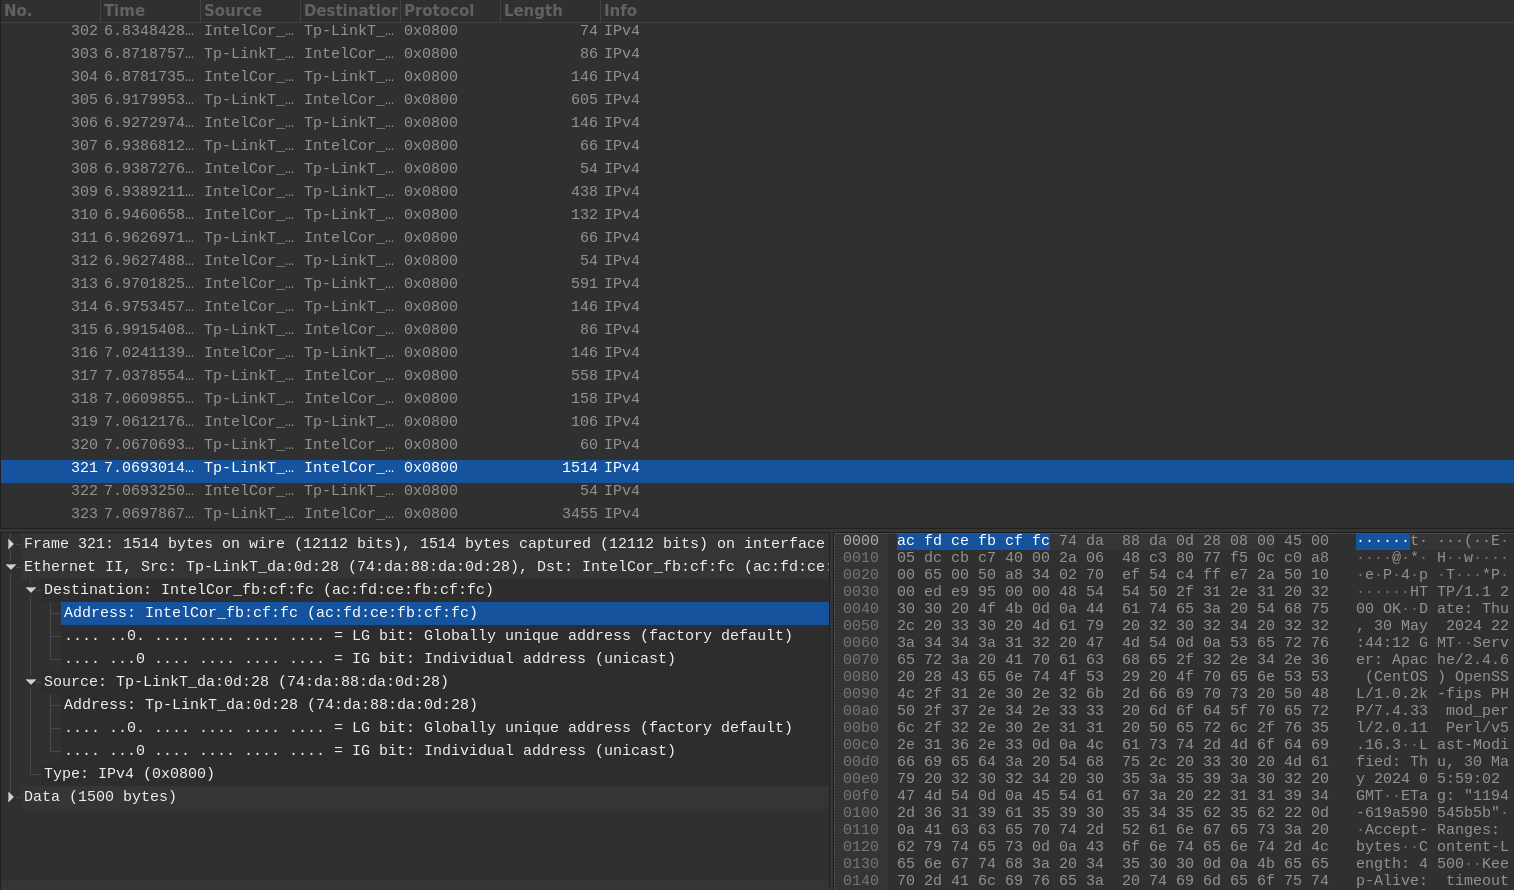 No. Time Source Destination Protocol Length Info
302 6.8348428… IntelCor_… Tp-LinkT_… 0x0800 74 IPv4
303 6.8718757… Tp-LinkT_… IntelCor_… 0x0800 86 IPv4
304 6.8781735… IntelCor_… Tp-LinkT_… 0x0800 146 IPv4
305 6.9179953… Tp-LinkT_… IntelCor_… 0x0800 605 IPv4
306 6.9272974… IntelCor_… Tp-LinkT_… 0x0800 146 IPv4
307 6.9386812… Tp-LinkT_… IntelCor_… 0x0800 66 IPv4
308 6.9387276… IntelCor_… Tp-LinkT_… 0x0800 54 IPv4
309 6.9389211… IntelCor_… Tp-LinkT_… 0x0800 438 IPv4
310 6.9460658… IntelCor_… Tp-LinkT_… 0x0800 132 IPv4
311 6.9626971… Tp-LinkT_… IntelCor_… 0x0800 66 IPv4
312 6.9627488… IntelCor_… Tp-LinkT_… 0x0800 54 IPv4
313 6.9701825… Tp-LinkT_… IntelCor_… 0x0800 591 IPv4
314 6.9753457… IntelCor_… Tp-LinkT_… 0x0800 146 IPv4
315 6.9915408… Tp-LinkT_… IntelCor_… 0x0800 86 IPv4
316 7.0241139… IntelCor_… Tp-LinkT_… 0x0800 146 IPv4
317 7.0378554… Tp-LinkT_… IntelCor_… 0x0800 558 IPv4
318 7.0609855… IntelCor_… Tp-LinkT_… 0x0800 158 IPv4
319 7.0612176… IntelCor_… Tp-LinkT_… 0x0800 106 IPv4
320 7.0670693… Tp-LinkT_… IntelCor_… 0x0800 60 IPv4
321 7.0693014… Tp-LinkT_… IntelCor_… 0x0800 1514 IPv4
322 7.0693250… IntelCor_… Tp-LinkT_… 0x0800 54 IPv4
323 7.0697867… Tp-LinkT_… IntelCor_… 0x0800 3455 IPv4
Frame 321: 1514 bytes on wire (12112 bits), 1514 bytes captured (12112 bits) on interface
Ethernet II, Src: Tp-LinkT_da:0d:28 (74:da:88:da:0d:28), Dst: IntelCor_fb:cf:fc (ac:fd:ce:
Destination: IntelCor_fb:cf:fc (ac:fd:ce:fb:cf:fc)
Address: IntelCor_fb:cf:fc (ac:fd:ce:fb:cf:fc)
.... ..0. .... .... .... .... = LG bit: Globally unique address (factory default)
.... ...0 .... .... .... .... = IG bit: Individual address (unicast)
Source: Tp-LinkT_da:0d:28 (74:da:88:da:0d:28)
Address: Tp-LinkT_da:0d:28 (74:da:88:da:0d:28)
.... ..0. .... .... .... .... = LG bit: Globally unique address (factory default)
.... ...0 .... .... .... .... = IG bit: Individual address (unicast)
Type: IPv4 (0x0800)
Data (1500 bytes)
0000 ac fd ce fb cf fc 74 da 88 da 0d 28 08 00 45 00 ······t· ···(··E·
0010 05 dc cb c7 40 00 2a 06 48 c3 80 77 f5 0c c0 a8 ····@·*· H··w····
0020 00 65 00 50 a8 34 02 70 ef 54 c4 ff e7 2a 50 10 ·e·P·4·p ·T···*P·
0030 00 ed e9 95 00 00 48 54 54 50 2f 31 2e 31 20 32 ······HT TP/1.1 2
0040 30 30 20 4f 4b 0d 0a 44 61 74 65 3a 20 54 68 75 00 OK··D ate: Thu
0050 2c 20 33 30 20 4d 61 79 20 32 30 32 34 20 32 32 , 30 May 2024 22
0060 3a 34 34 3a 31 32 20 47 4d 54 0d 0a 53 65 72 76 :44:12 G MT··Serv
0070 65 72 3a 20 41 70 61 63 68 65 2f 32 2e 34 2e 36 er: Apac he/2.4.6
0080 20 28 43 65 6e 74 4f 53 29 20 4f 70 65 6e 53 53 (CentOS ) OpenSS
0090 4c 2f 31 2e 30 2e 32 6b 2d 66 69 70 73 20 50 48 L/1.0.2k -fips PH
00a0 50 2f 37 2e 34 2e 33 33 20 6d 6f 64 5f 70 65 72 P/7.4.33 mod_per
00b0 6c 2f 32 2e 30 2e 31 31 20 50 65 72 6c 2f 76 35 l/2.0.11 Perl/v5
00c0 2e 31 36 2e 33 0d 0a 4c 61 73 74 2d 4d 6f 64 69 .16.3··L ast-Modi
00d0 66 69 65 64 3a 20 54 68 75 2c 20 33 30 20 4d 61 fied: Th u, 30 Ma
00e0 79 20 32 30 32 34 20 30 35 3a 35 39 3a 30 32 20 y 2024 0 5:59:02
00f0 47 4d 54 0d 0a 45 54 61 67 3a 20 22 31 31 39 34 GMT··ETa g: "1194
0100 2d 36 31 39 61 35 39 30 35 34 35 62 35 62 22 0d -619a590 545b5b"·
0110 0a 41 63 63 65 70 74 2d 52 61 6e 67 65 73 3a 20 ·Accept- Ranges:
0120 62 79 74 65 73 0d 0a 43 6f 6e 74 65 6e 74 2d 4c bytes··C ontent-L
0130 65 6e 67 74 68 3a 20 34 35 30 30 0d 0a 4b 65 65 ength: 4 500··Kee
0140 70 2d 41 6c 69 76 65 3a 20 74 69 6d 65 6f 75 74 p-Alive: timeout